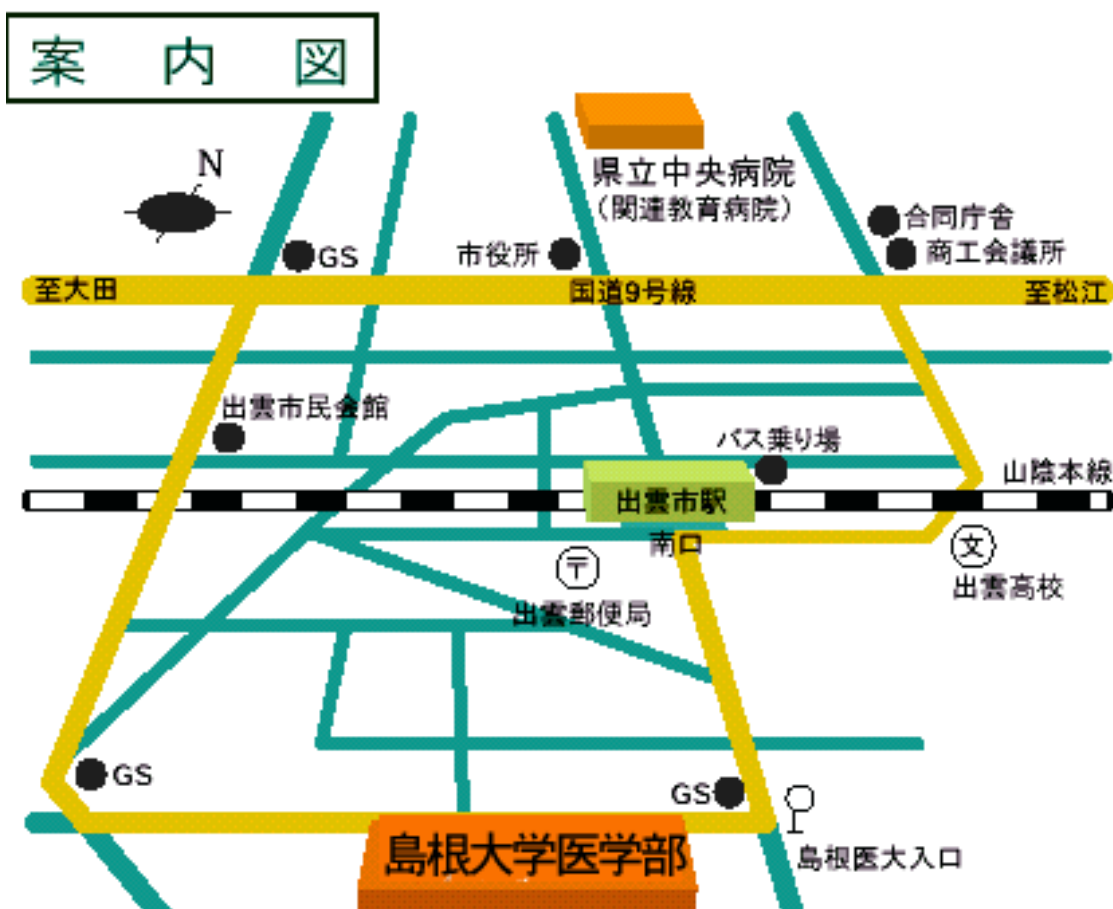 案内図
N
県立中央病院
（関連教育病院）
合同庁舎
商工会議所
GS
市役所
至大田
国道9号線
至松江
出雲市民会館
バス乗り場
山陰本線
出雲市駅
南口
文
〒
出雲高校
出雲郵便局
GS
GS
島根大学医学部
島根医大入口